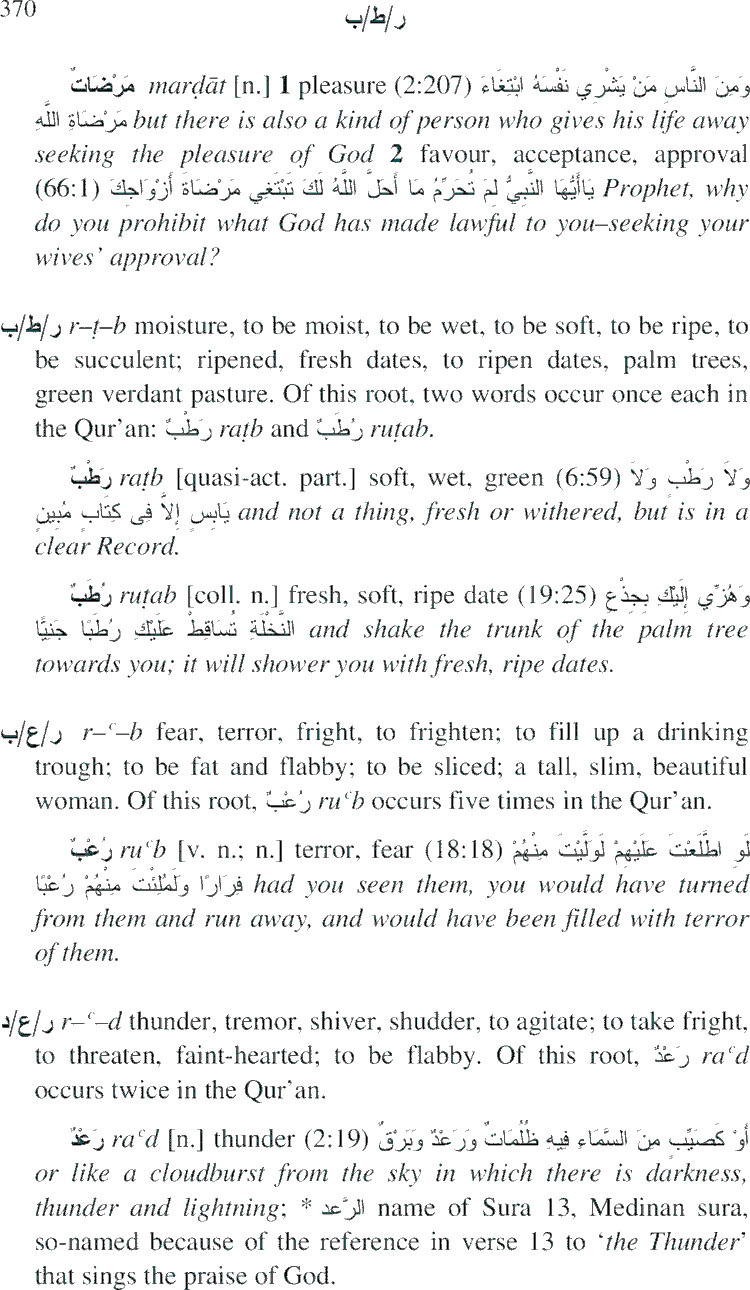 370
ر/ط/ب
مَرْضَاتٌ marḍāt [n.] 1 pleasure (2:207) وَمِنَ النَّاسِ مَنْ يَشْرِي نَفْسَهُ ابْتِغَاءَ
مَرْضَاةِ اللَّهِ but there is also a kind of person who gives his life away
seeking the pleasure of God 2 favour, acceptance, approval
(66:1) يَاأَيُّهَا النَّبِيُّ لِمَ تُحَرِّمُ مَا أَحَلَّ اللَّهُ لَكَ تَبْتَغِي مَرْضَاةَ أَزْوَاجِكَ Prophet, why
do you prohibit what God has made lawful to you–seeking your
wives’ approval?
ر/ط/ب r–ṭ–b moisture, to be moist, to be wet, to be soft, to be ripe, to
be succulent; ripened, fresh dates, to ripen dates, palm trees,
green verdant pasture. Of this root, two words occur once each in
the Qur’an: رَطْبٌ raṭb and رُطَبٌ ruṭab.
رَطْبٌ raṭb [quasi-act. part.] soft, wet, green (6:59) وَلاَ رَطْبٍ وَلاَ
يَابِسٍ إِلاَّ فِى كِتَابٍ مُبِينٍ and not a thing, fresh or withered, but is in a
clear Record.
رُطَبٌ ruṭab [coll. n.] fresh, soft, ripe date (19:25) وَهُزِّي إِلَيْكِ بِجِذْعِ
النَّخْلَةِ تُسَاقِطْ عَلَيْكِ رُطَبًا جَنِيًّا and shake the trunk of the palm tree
towards you; it will shower you with fresh, ripe dates.
ر/ع/ب r–ᶜ–b fear, terror, fright, to frighten; to fill up a drinking
trough; to be fat and flabby; to be sliced; a tall, slim, beautiful
woman. Of this root, رُعْبٌ ruᶜb occurs five times in the Qur’an.
رُعْبٌ ruᶜb [v. n.; n.] terror, fear (18:18) لَوِ اطَّلَعْتَ عَلَيْهِمْ لَوَلَّيْتَ مِنْهُمْ
فِرَارًا وَلَمُلِئْتَ مِنْهُمْ رُعْبًا had you seen them, you would have turned
from them and run away, and would have been filled with terror
of them.
ر/ع/د r–ᶜ–d thunder, tremor, shiver, shudder, to agitate; to take fright,
to threaten, faint-hearted; to be flabby. Of this root, رَعْدٌ raᶜd
occurs twice in the Qur’an.
رَعْدٌ raᶜd [n.] thunder (2:19) أَوْ كَصَيِّبٍ مِنَ السَّمَاءِ فِيهِ ظُلُمَاتٌ وَرَعْدٌ وَبَرْقٌ
or like a cloudburst from the sky in which there is darkness,
thunder and lightning; * الرَّعد name of Sura 13, Medinan sura,
so-named because of the reference in verse 13 to ‘the Thunder’
that sings the praise of God.